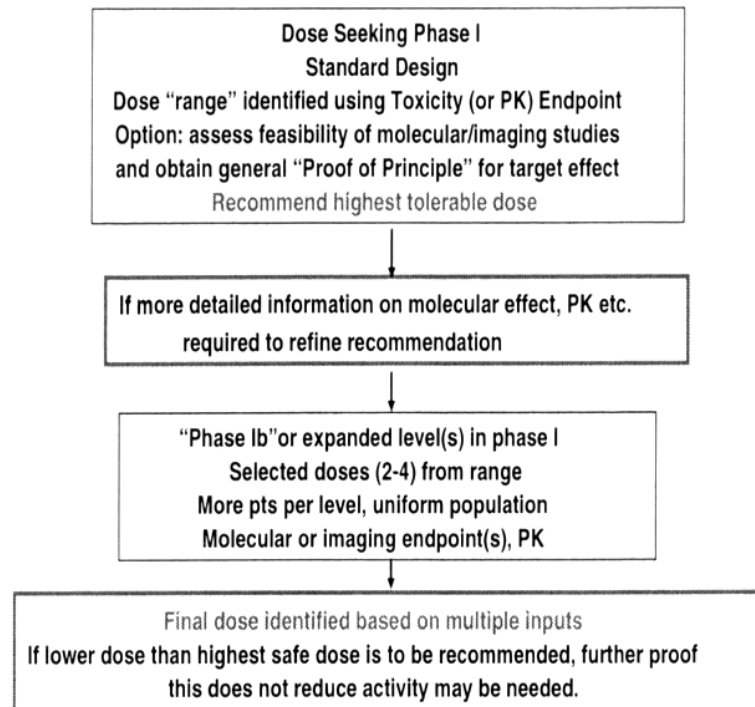 Dose Seeking Phase I
Standard Design
Dose “range” identified using Toxicity (or PK) Endpoint
Option: assess feasibility of molecular/imaging studies
and obtain general “Proof of Principle” for target effect
Recommend highest tolerable dose
If more detailed information on molecular effect, PK etc.
required to refine recommendation
“Phase Ib”or expanded level(s) in phase I
Selected doses (2-4) from range
More pts per level, uniform population
Molecular or imaging endpoint(s), PK
Final dose identified based on multiple inputs
If lower dose than highest safe dose is to be recommended, further proof
this does not reduce activity may be needed.